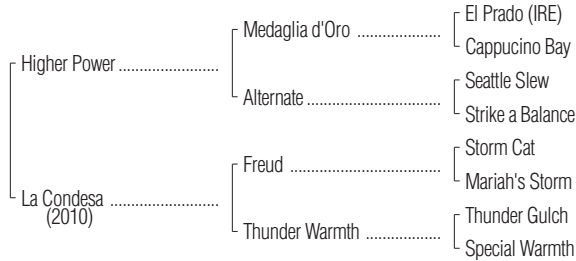 El Prado (IRE)
Medaglia d'Oro ..................
Cappucino Bay
Higher Power ......................
Seattle Slew
Alternate ........................
Strike a Balance
Storm Cat
Freud .............................
Mariah's Storm
La Condesa ........................
(2010)
Thunder Gulch
Thunder Warmth ................
Special Warmth